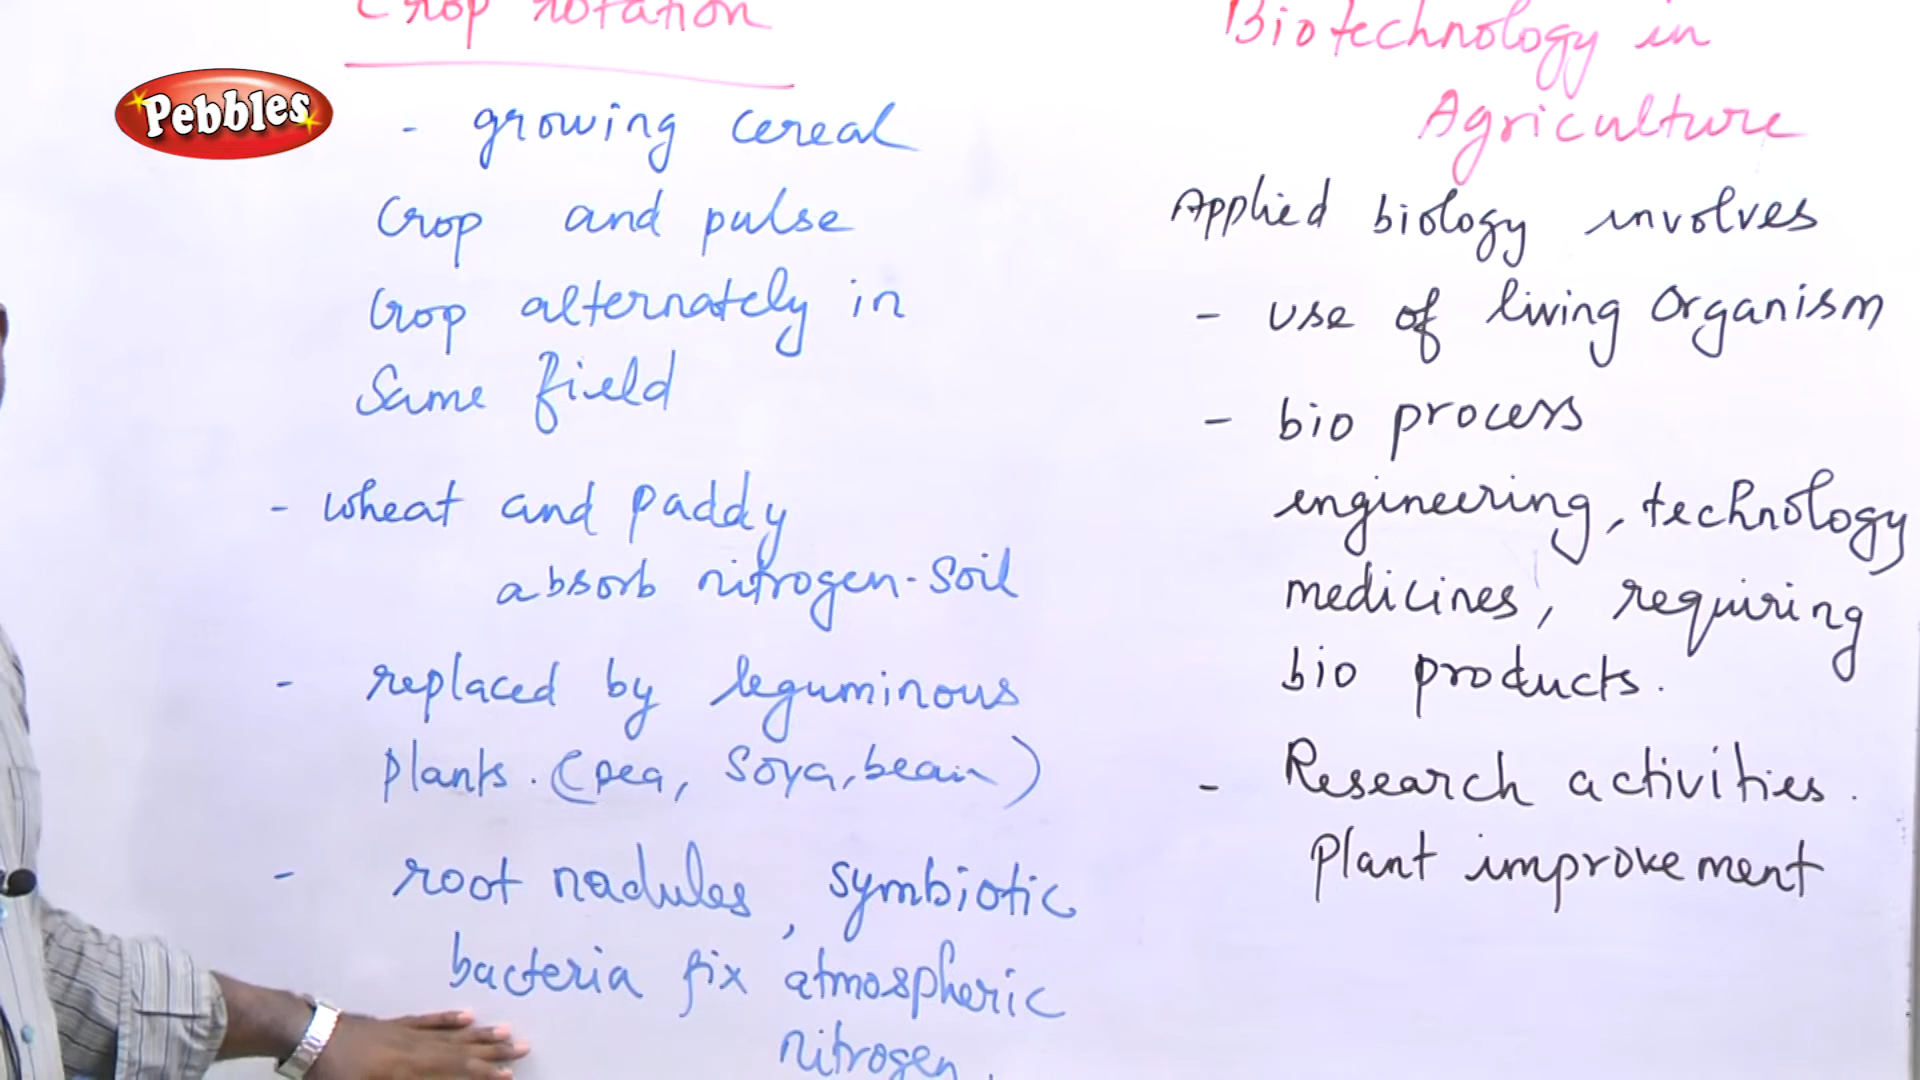 Crop rotation
Pebbles
- growing cereal
Crop and pulse
Crop alternately in
Same field
- wheat and paddy
absorb nitrogen-soil
- replaced by leguminous
plants. (pea, soya, bean)
- root nodules, symbiotic
bacteria fix atmospheric
nitrogen.
Biotechnology in
Agriculture
Applied biology involves
- use of living organism
- bio process
engineering, technology
medicines, requiring
bio products.
- Research activities.
plant improvement